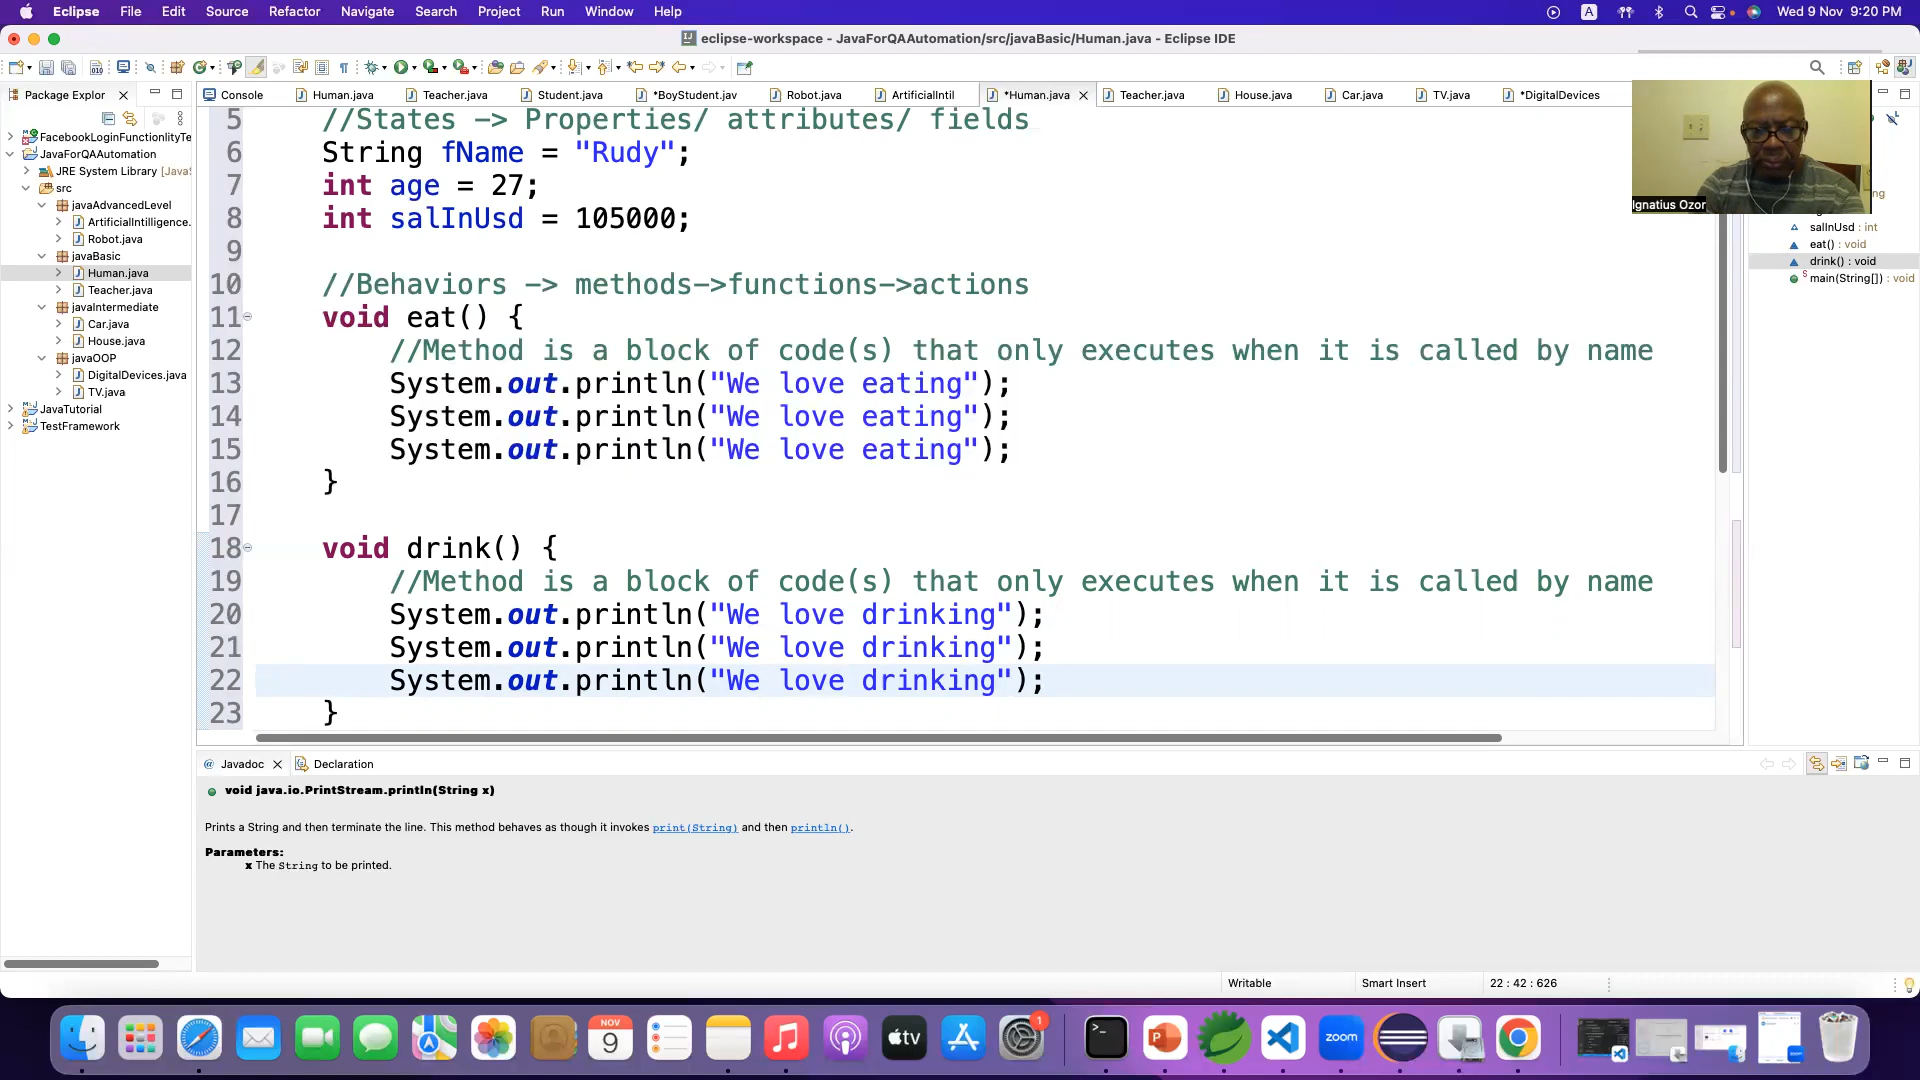 Eclipse File Edit Source Refactor Navigate Search Project Run Window Help
A
Wed 9 Nov 9:20 PM
eclipse-workspace - JavaForQAAutomation/src/javaBasic/Human.java - Eclipse IDE
Package Explor
Console Human.java Teacher.java Student.java *BoyStudent.jav Robot.java ArtificialIntil *Human.java Teacher.java House.java Car.java TV.java *DigitalDevices
FacebookLoginFunctionlityTe
JavaForQAAutomation
JRE System Library [Java
src
javaAdvancedLevel
ArtificialIntilligence.
Robot.java
javaBasic
Human.java
Teacher.java
javaIntermediate
Car.java
House.java
javaOOP
DigitalDevices.java
TV.java
JavaTutorial
TestFramework
5 //States -> Properties/ attributes/ fields
6 String fName = "Rudy";
7 int age = 27;
8 int salInUsd = 105000;
9
10 //Behaviors -> methods->functions->actions
11 void eat() {
12 //Method is a block of code(s) that only executes when it is called by name
13 System.out.println("We love eating");
14 System.out.println("We love eating");
15 System.out.println("We love eating");
16 }
17
18 void drink() {
19 //Method is a block of code(s) that only executes when it is called by name
20 System.out.println("We love drinking");
21 System.out.println("We love drinking");
22 System.out.println("We love drinking");
23 }
Ignatius Ozor
salInUsd : int
eat() : void
drink() : void
main(String[]) : void
Javadoc Declaration
void java.io.PrintStream.println(String x)
Prints a String and then terminate the line. This method behaves as though it invokes print(String) and then println().
Parameters:
x The String to be printed.
Writable Smart Insert 22 : 42 : 626
NOV
9
tv
1
zoom